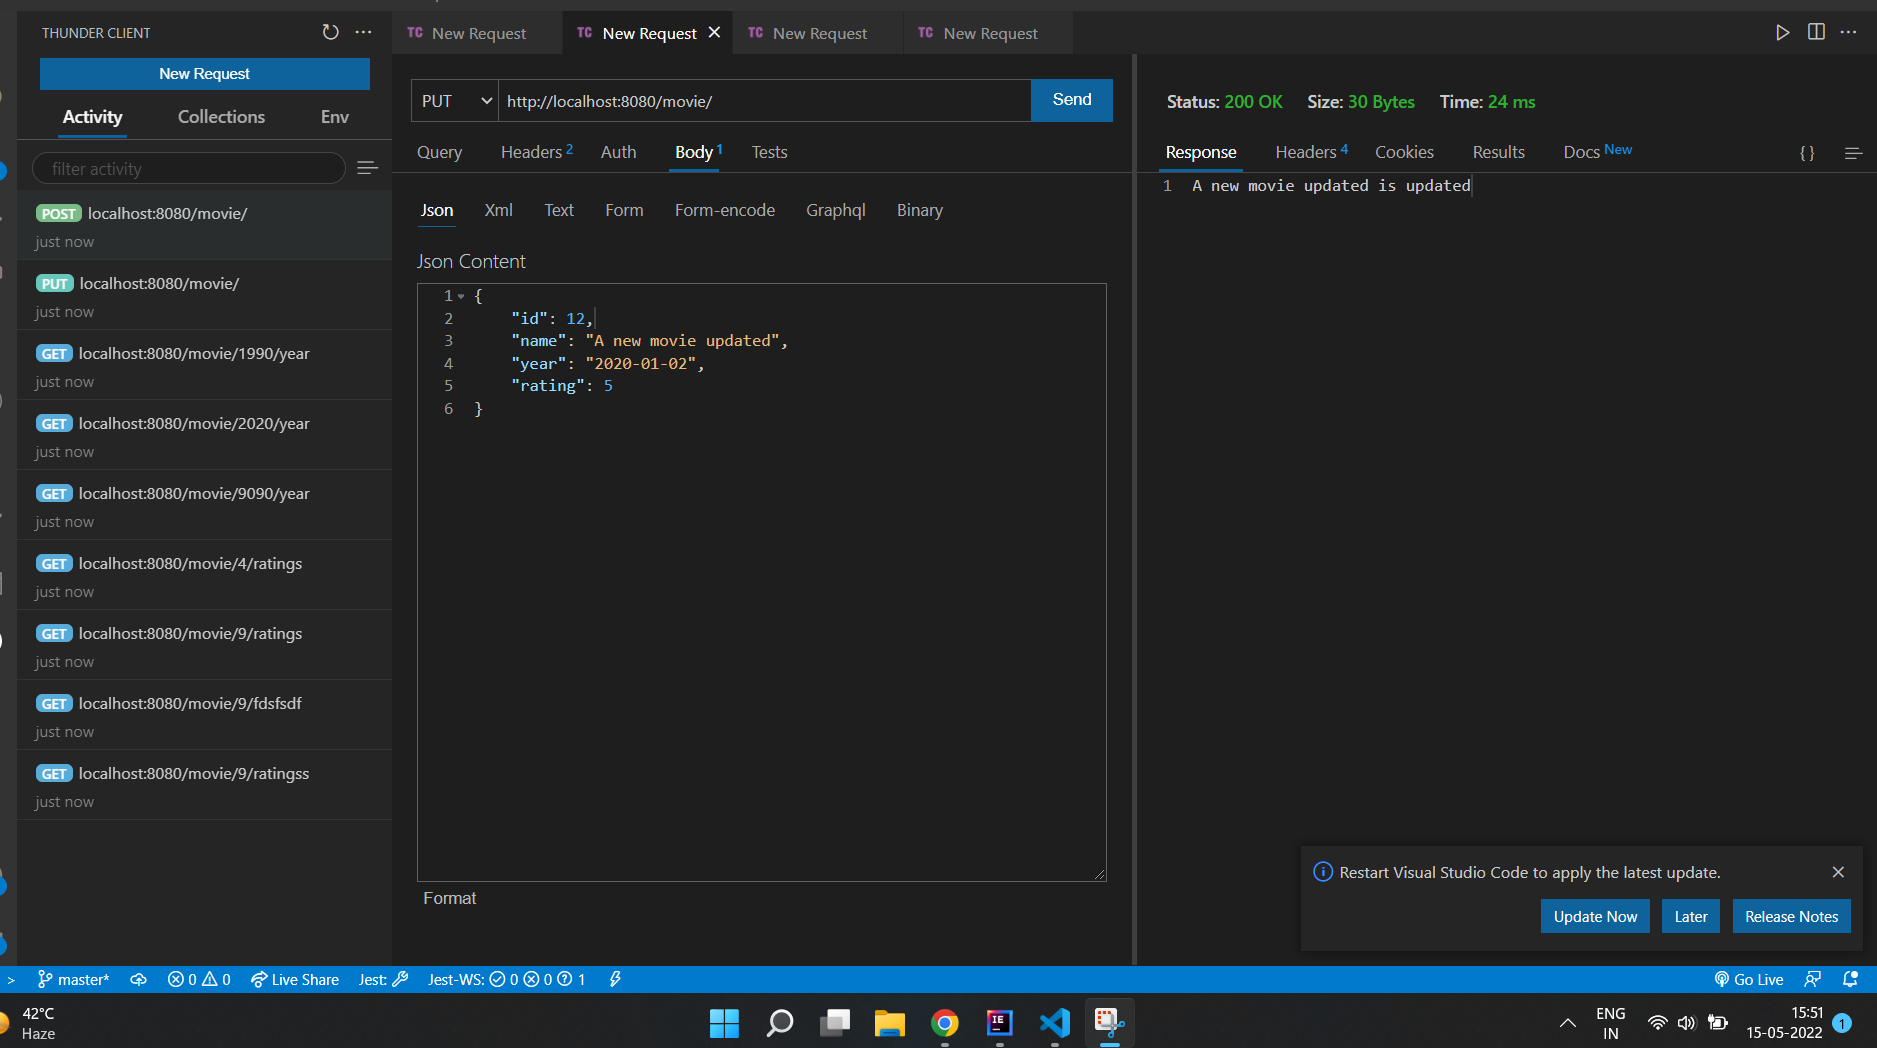 THUNDER CLIENT
New Request
Activity Collections Env
filter activity
POST localhost:8080/movie/
just now
PUT localhost:8080/movie/
just now
GET localhost:8080/movie/1990/year
just now
GET localhost:8080/movie/2020/year
just now
GET localhost:8080/movie/9090/year
just now
GET localhost:8080/movie/4/ratings
just now
GET localhost:8080/movie/9/ratings
just now
GET localhost:8080/movie/9/fdsfsdf
just now
GET localhost:8080/movie/9/ratingss
just now
TC New Request TC New Request TC New Request TC New Request
PUT http://localhost:8080/movie/ Send
Query Headers 2 Auth Body 1 Tests
Json Xml Text Form Form-encode Graphql Binary
Json Content
1 {
2 "id": 12,
3 "name": "A new movie updated",
4 "year": "2020-01-02",
5 "rating": 5
6 }
Format
Status: 200 OK Size: 30 Bytes Time: 24 ms
Response Headers 4 Cookies Results Docs New {}
1 A new movie updated is updated
Restart Visual Studio Code to apply the latest update.
Update Now Later Release Notes
master* 0 0 Live Share Jest: Jest-WS: 0 0 1 Go Live
42°C
Haze
IE
ENG
IN
15:51
15-05-2022
1